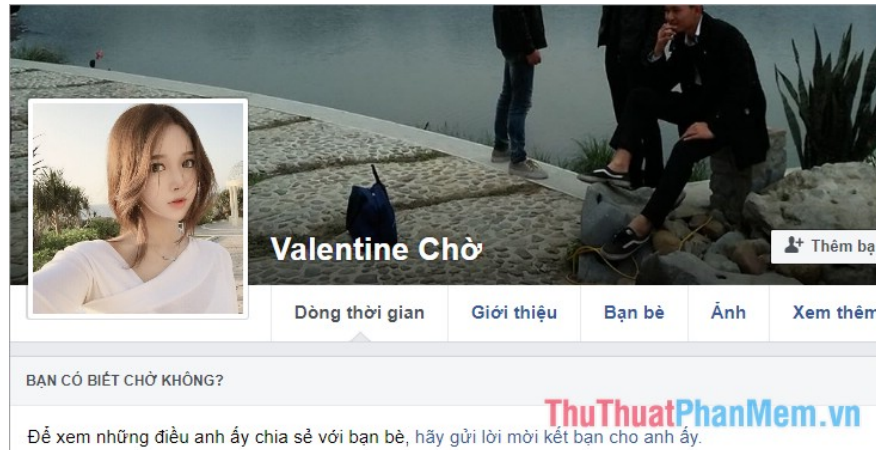 Valentine Chờ
Thêm bạ
Dòng thời gian Giới thiệu Bạn bè Ảnh Xem thêm
BẠN CÓ BIẾT CHỜ KHÔNG?
ThuThuatPhanMem.vn
Để xem những điều anh ấy chia sẻ với bạn bè, hãy gửi lời mời kết bạn cho anh ấy.